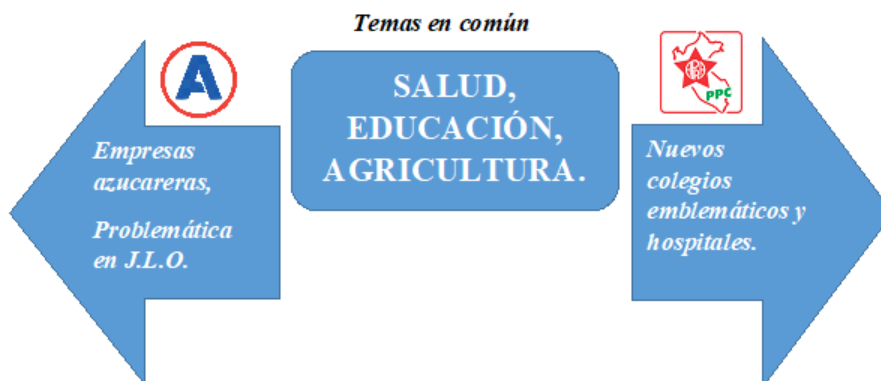 Temas en común
A
SALUD,
EDUCACIÓN,
AGRICULTURA.
PPC
Empresas
azucareras,
Problemática
en J.L.O.
Nuevos
colegios
emblemáticos y
hospitales.